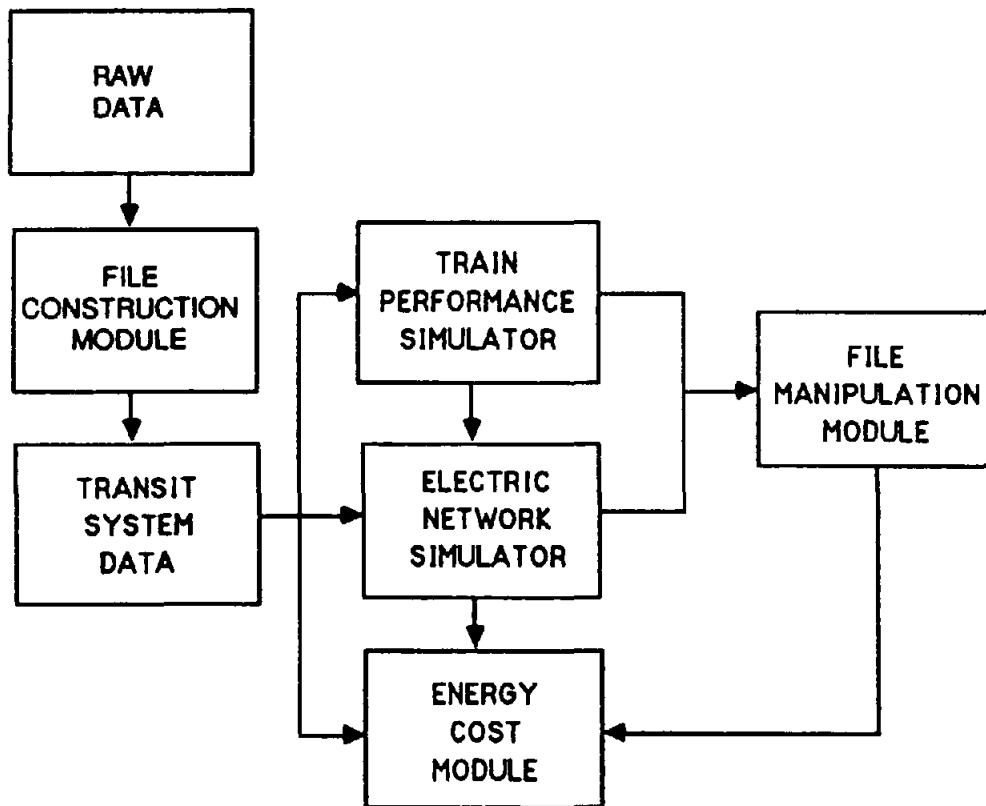 RAW
DATA
FILE
CONSTRUCTION
MODULE
TRANSIT
SYSTEM
DATA
TRAIN
PERFORMANCE
SIMULATOR
ELECTRIC
NETWORK
SIMULATOR
ENERGY
COST
MODULE
FILE
MANIPULATION
MODULE